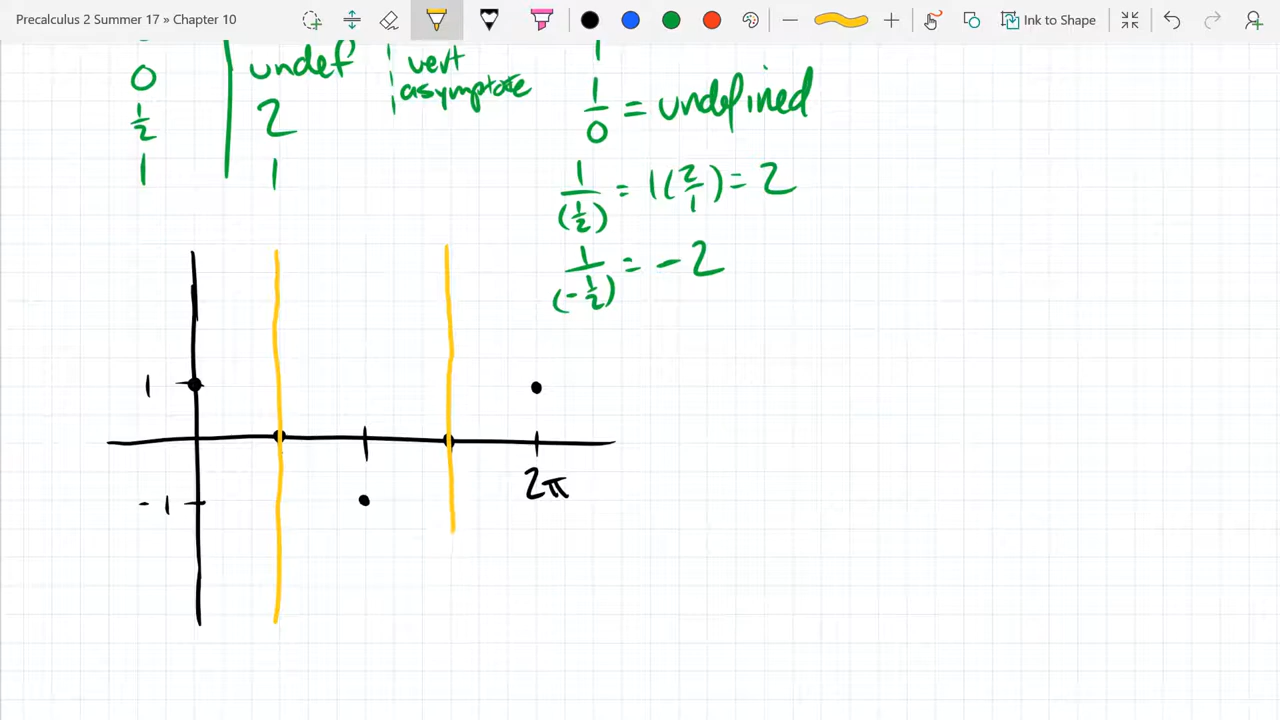 Precalculus 2 Summer 17 » Chapter 10
Ink to Shape
0 undef vert asymptote
1/2 2
1 1
1
1/0 = undefined
1/(1/2) = 1(2/1) = 2
1/(-1/2) = -2
1
-1
2π